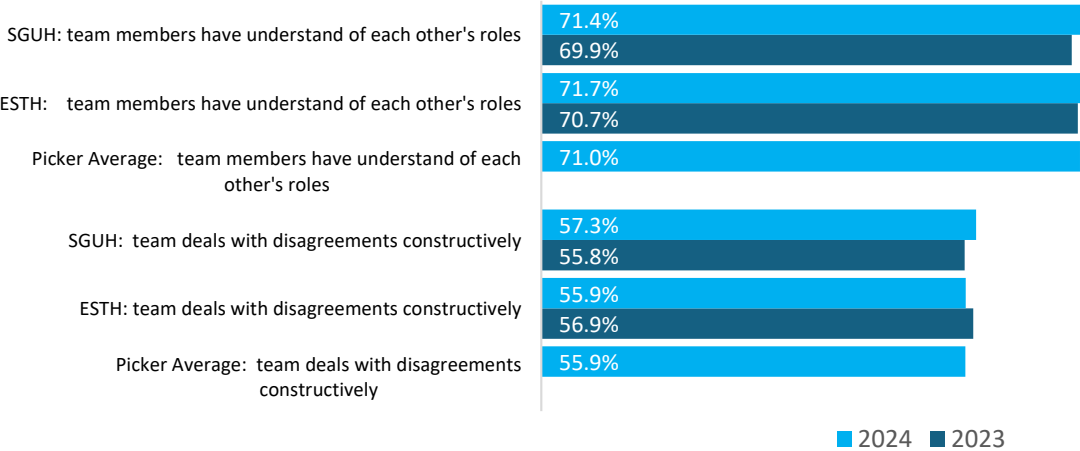 SGUH: team members have understand of each other's roles
71.4%
69.9%
ESTH: team members have understand of each other's roles
71.7%
70.7%
Picker Average: team members have understand of each
other's roles
71.0%
SGUH: team deals with disagreements constructively
57.3%
55.8%
ESTH: team deals with disagreements constructively
55.9%
56.9%
Picker Average: team deals with disagreements
constructively
55.9%
2024 2023